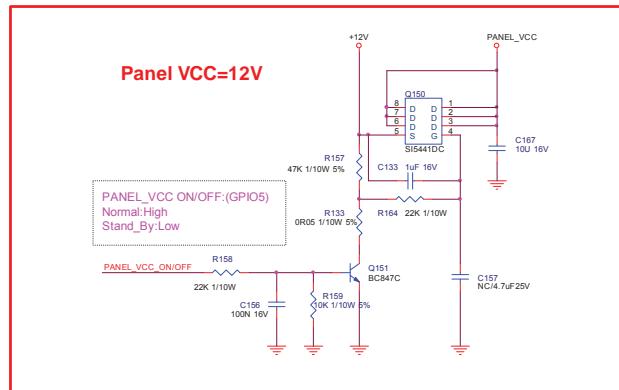 +12V
PANEL_VCC
Panel VCC=12V
Q150
8 D D 1
7 D D 2
6 D D 3
5 S G 4
SI5441DC
C167
10U 16V
R157
47K 1/10W 5%
C133 1uF 16V
PANEL_VCC ON/OFF:(GPIO5)
Normal:High
Stand_By:Low
R133
0R05 1/10W 5%
R164
22K 1/10W
PANEL_VCC_ON/OFF
R158
22K 1/10W
Q151
BC847C
C156
100N 16V
R159
10K 1/10W 5%
C157
NC/4.7uF25V